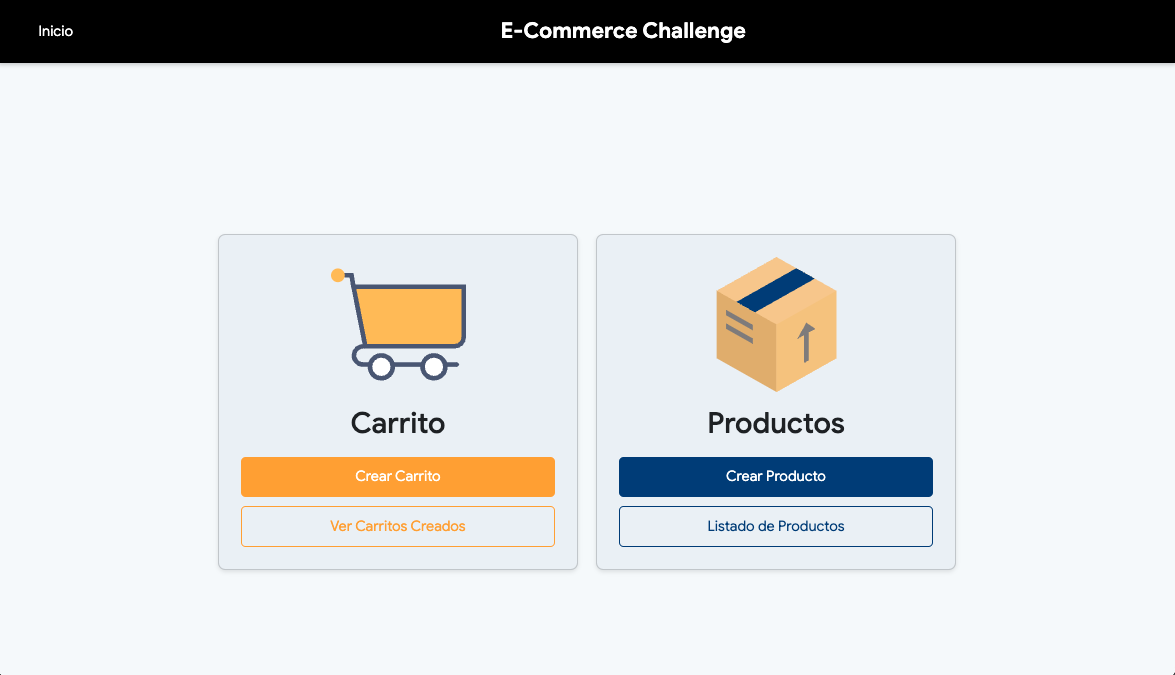 Inicio
E-Commerce Challenge
Carrito
Crear Carrito
Ver Carritos Creados
Productos
Crear Producto
Listado de Productos